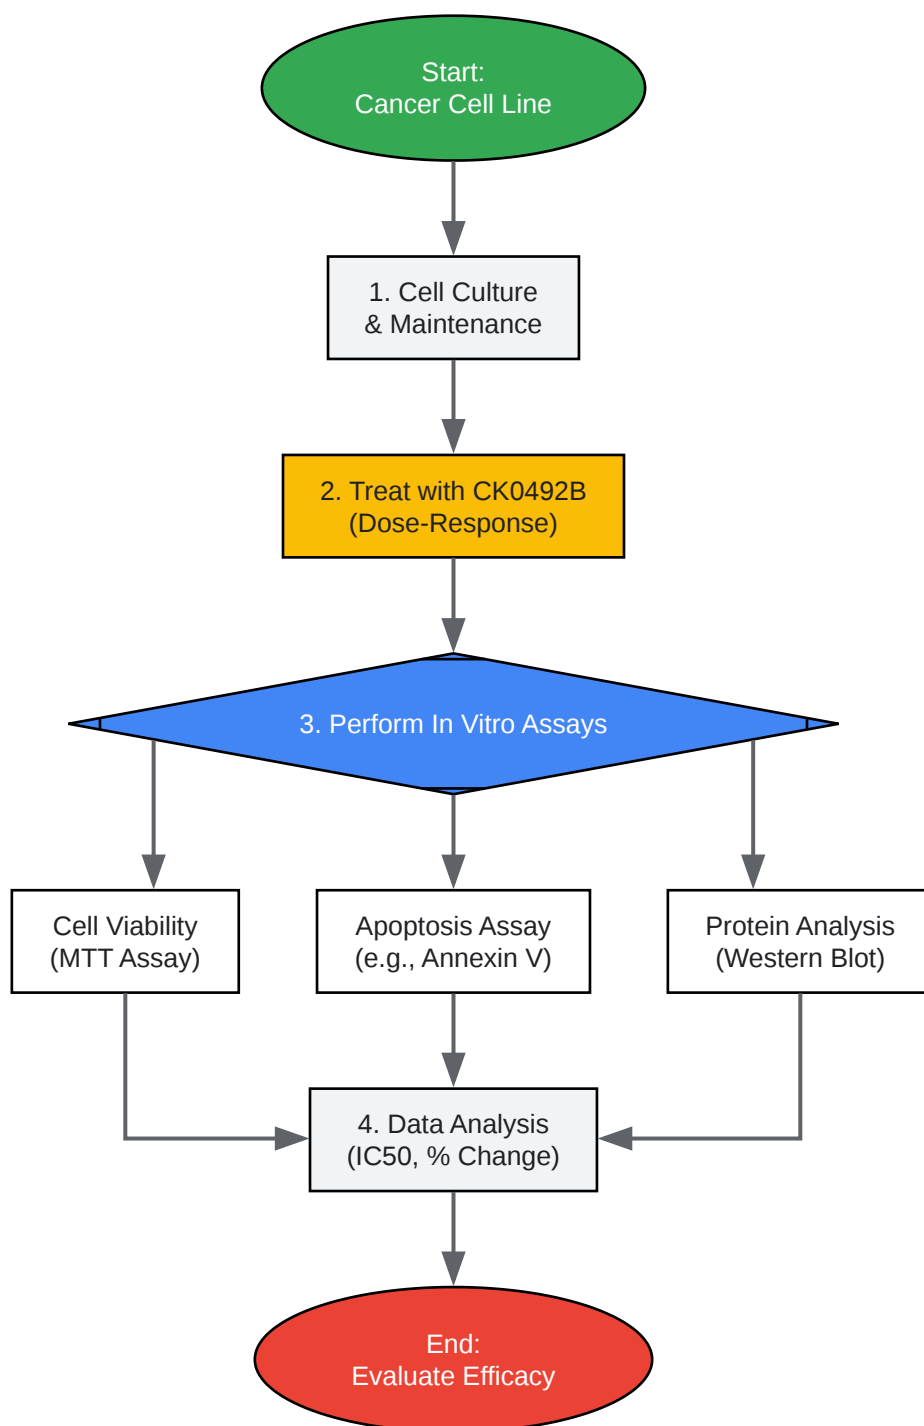 Start:
Cancer Cell Line
1. Cell Culture
& Maintenance
2. Treat with CK0492B
(Dose-Response)
3. Perform In Vitro Assays
Cell Viability
(MTT Assay)
Apoptosis Assay
(e.g., Annexin V)
Protein Analysis
(Western Blot)
4. Data Analysis
(IC50, % Change)
End:
Evaluate Efficacy